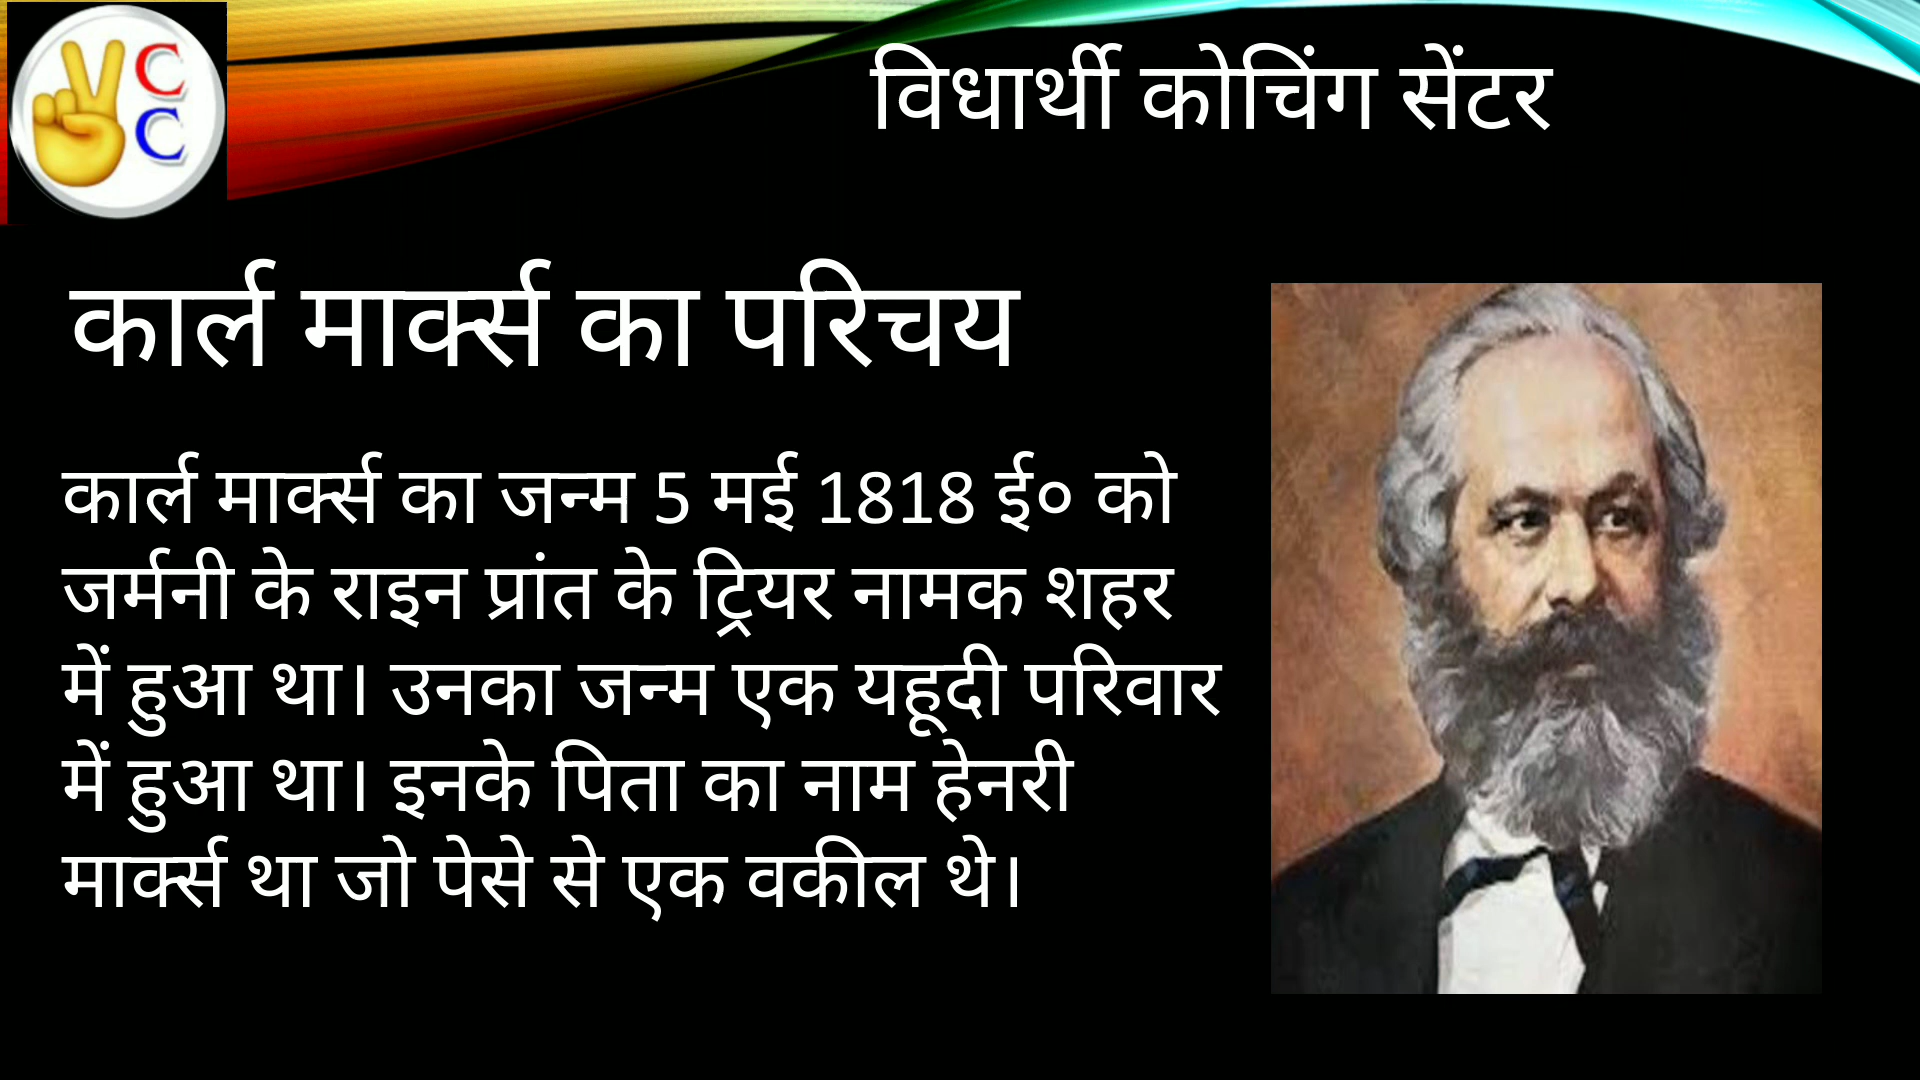 C
C
विधार्थी कोचिंग सेंटर
कार्ल मार्क्स का परिचय
कार्ल मार्क्स का जन्म 5 मई 1818 ई० को
जर्मनी के राइन प्रांत के ट्रियर नामक शहर
में हुआ था। उनका जन्म एक यहूदी परिवार
में हुआ था। इनके पिता का नाम हेनरी
मार्क्स था जो पेसे से एक वकील थे।